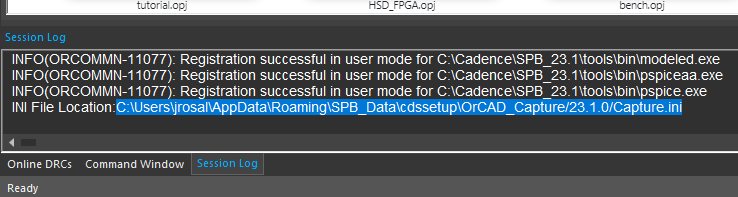 tutorial.opj HSD_FPGA.opj bench.opj
Session Log
INFO(ORCOMMN-11077): Registration successful in user mode for C:\Cadence\SPB_23.1\tools\bin\modeled.exe
INFO(ORCOMMN-11077): Registration successful in user mode for C:\Cadence\SPB_23.1\tools\bin\pspiceaa.exe
INFO(ORCOMMN-11077): Registration successful in user mode for C:\Cadence\SPB_23.1\tools\bin\pspice.exe
INI File Location:C:\Users\jrosal\AppData\Roaming\SPB_Data\cdssetup\OrCAD_Capture/23.1.0/Capture.ini
Online DRCs Command Window Session Log
Ready